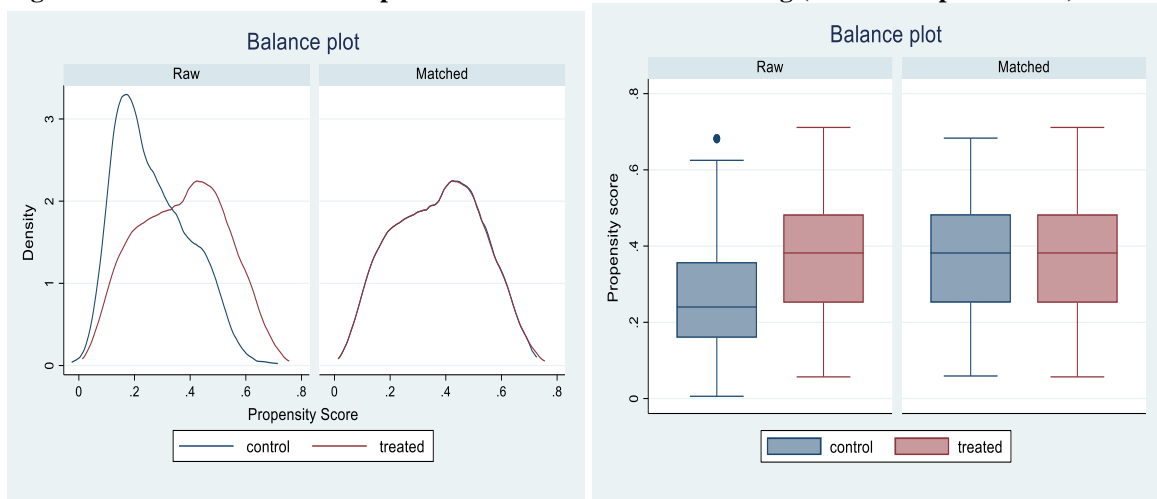 Balance plot
Raw
Matched
Density
3
2
1
0
0 .2 .4 .6 .8
0 .2 .4 .6 .8
Propensity Score
control treated
Balance plot
Raw
Matched
Propensity score
.8
.6
.4
.2
0
control treated